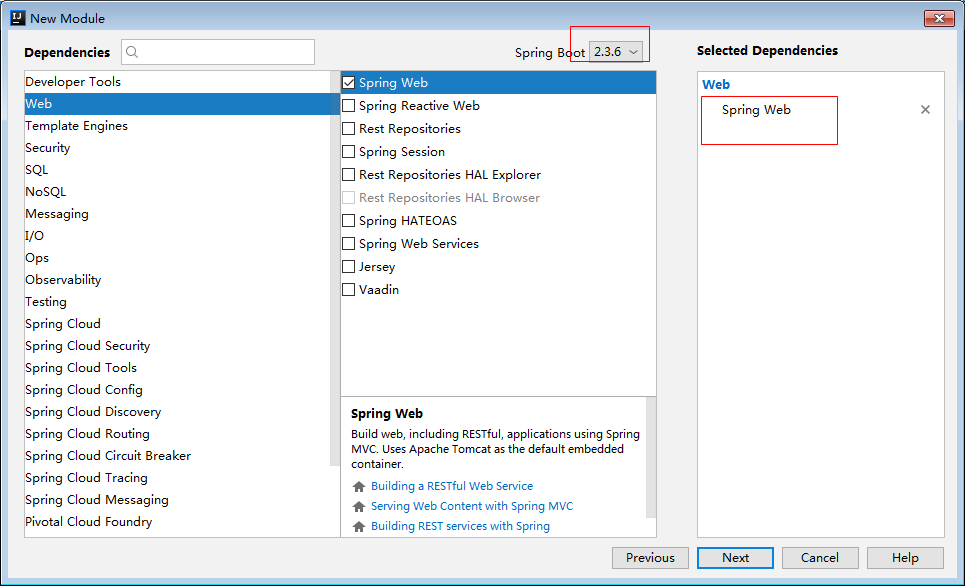 New Module
Dependencies
Spring Boot 2.3.6
Selected Dependencies
Developer Tools
Web
Template Engines
Security
SQL
NoSQL
Messaging
I/O
Ops
Observability
Testing
Spring Cloud
Spring Cloud Security
Spring Cloud Tools
Spring Cloud Config
Spring Cloud Discovery
Spring Cloud Routing
Spring Cloud Circuit Breaker
Spring Cloud Tracing
Spring Cloud Messaging
Pivotal Cloud Foundry
Spring Web
Spring Reactive Web
Rest Repositories
Spring Session
Rest Repositories HAL Explorer
Rest Repositories HAL Browser
Spring HATEOAS
Spring Web Services
Jersey
Vaadin
Spring Web
Build web, including RESTful, applications using Spring
MVC. Uses Apache Tomcat as the default embedded
container.
Building a RESTful Web Service
Serving Web Content with Spring MVC
Building REST services with Spring
Web
Spring Web
Previous
Next
Cancel
Help